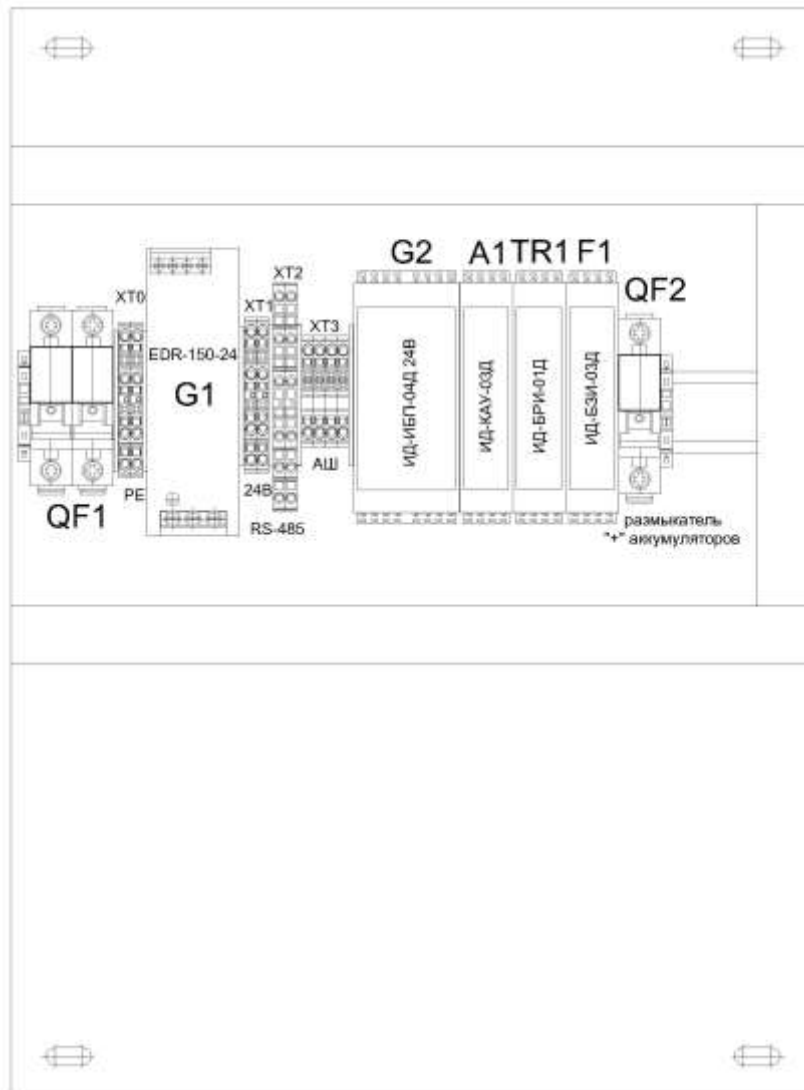 G2
A1
TR1
F1
XT2
QF2
XT0
XT1
XT3
EDR-150-24
G1
ИД-ИБП-04Д 24В
ИД-КАУ-03Д
ИД-БРИ-01Д
ИД-БЗИ-03Д
АШ
PE
24В
QF1
RS-485
размыкатель
"+" аккумуляторов